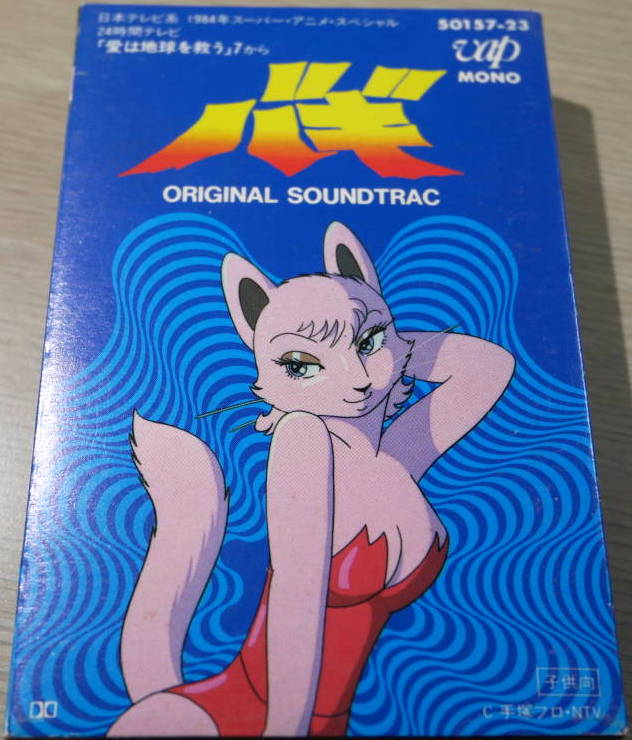 日本テレビ系 1984年スーパー・アニメ・スペシャル
24時間テレビ
「愛は地球を救う」7から
50157-23
vap
MONO
バギ
ORIGINAL SOUNDTRAC
子供向
C 手塚プロ・NTV